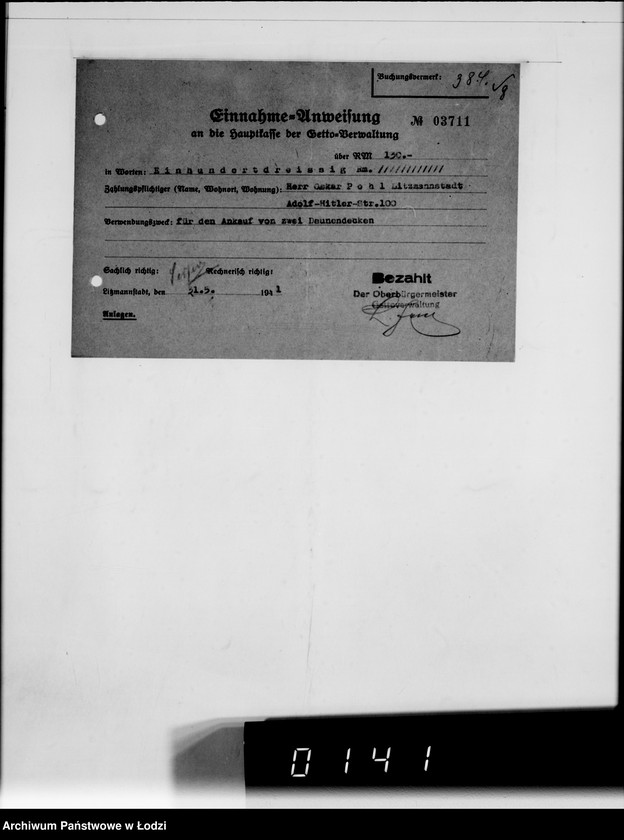 Buchungsvermerk: 384.
Einnahme-Anweisung
№ 03711
an die Hauptkasse der Getto-Verwaltung
über RM 130.-
in Worten: Einhundertdreissig RM. ///////////
Zahlungspflichtiger (Name, Wohnort, Wohnung): Herr Oskar Pohl Litzmannstadt
Adolf-Hitler-Str.100
Verwendungszweck: für den Ankauf von zwei Daunendecken
Sachlich richtig: Rechnerisch richtig:
Litzmannstadt, den 21.5. 1941
Anlagen.
Bezahlt
Der Oberbürgermeister
Gettoverwaltung
0141
Archiwum Państwowe w Łodzi